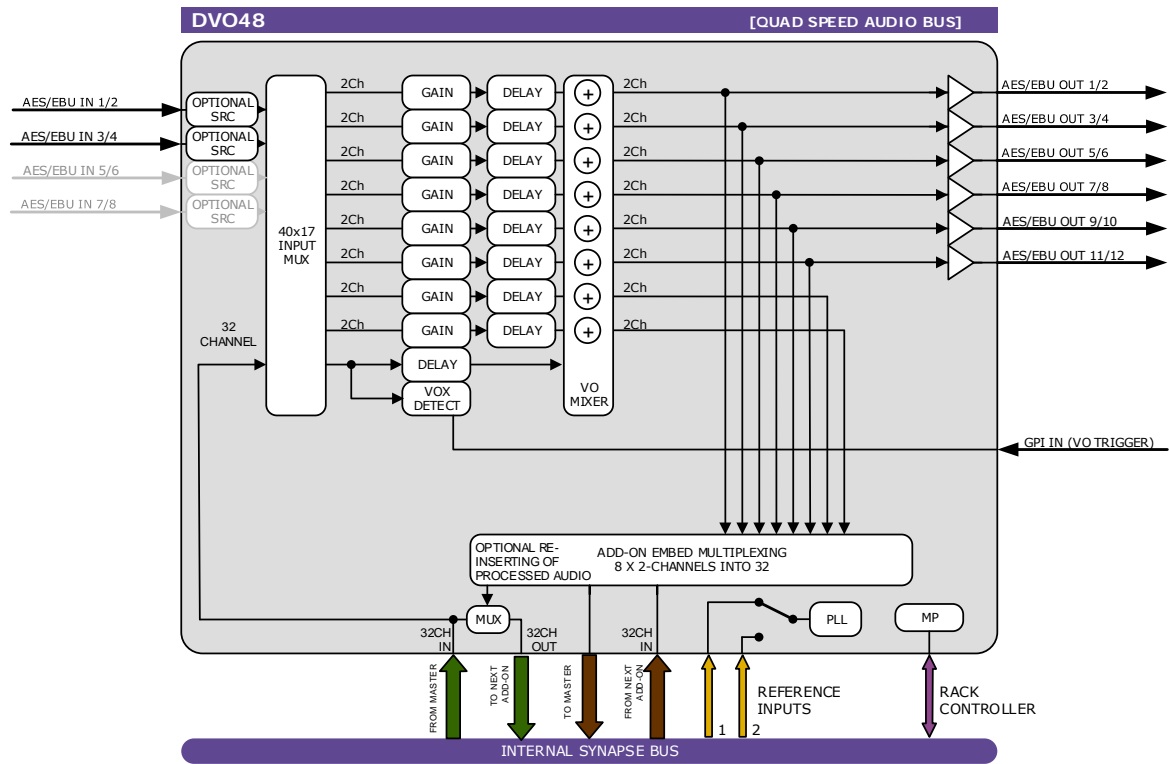 DVO48
[QUAD SPEED AUDIO BUS]
AES/EBU IN 1/2
AES/EBU IN 3/4
AES/EBU IN 5/6
AES/EBU IN 7/8
OPTIONAL
SRC
OPTIONAL
SRC
OPTIONAL
SRC
OPTIONAL
SRC
40x17
INPUT
MUX
32
CHANNEL
2Ch
GAIN
DELAY
+
2Ch
AES/EBU OUT 1/2
2Ch
GAIN
DELAY
+
2Ch
AES/EBU OUT 3/4
2Ch
GAIN
DELAY
+
2Ch
AES/EBU OUT 5/6
2Ch
GAIN
DELAY
+
2Ch
AES/EBU OUT 7/8
2Ch
GAIN
DELAY
+
2Ch
AES/EBU OUT 9/10
2Ch
GAIN
DELAY
+
2Ch
AES/EBU OUT 11/12
2Ch
GAIN
DELAY
+
2Ch
2Ch
GAIN
DELAY
+
2Ch
DELAY
VOX
DETECT
VO
MIXER
GPI IN (VO TRIGGER)
OPTIONAL RE-
INSERTING OF
PROCESSED AUDIO
ADD-ON EMBED MULTIPLEXING
8 X 2-CHANNELS INTO 32
MUX
32CH
IN
32CH
OUT
32CH
IN
PLL
MP
FROM MASTER
TO NEXT
ADD-ON
TO MASTER
FROM NEXT
ADD-ON
1
2
REFERENCE
INPUTS
RACK
CONTROLLER
INTERNAL SYNAPSE BUS